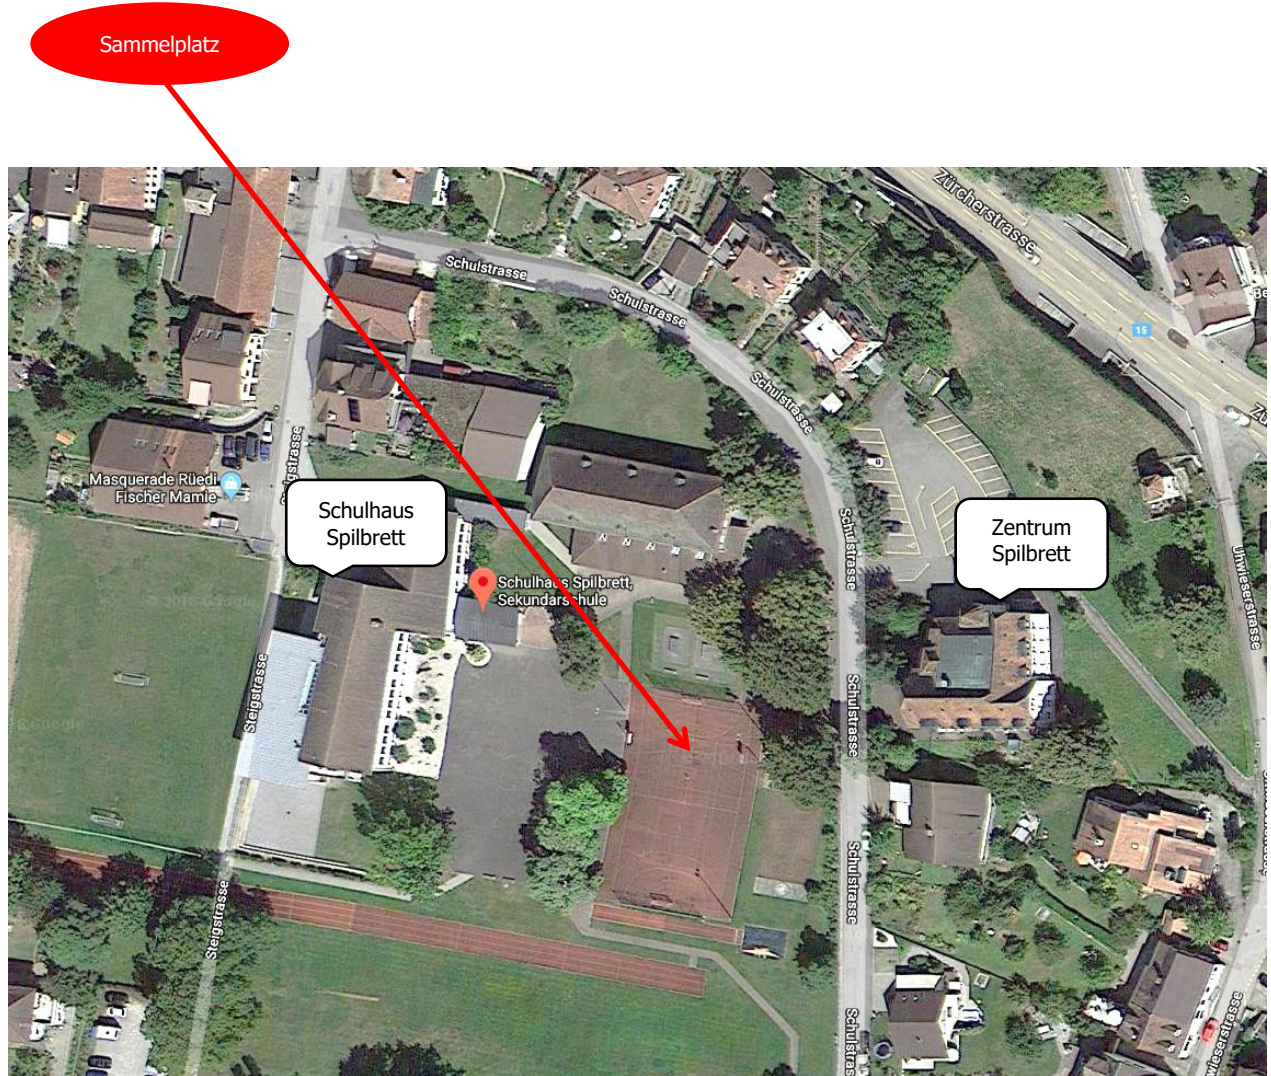 Sammelplatz
Zürcherstrasse
Schulstrasse
Schulstrasse
15
Schulstrasse
Masquerade Rüedi
Fischer Mamie
Schulhaus
Spilbrett
Schulstrasse
Zentrum
Spilbrett
Uhwieserstrasse
Schulhaus Spilbrett,
Sekundarschule
Steigstrasse
Schulstrasse
Schulstrasse
Steigstrasse